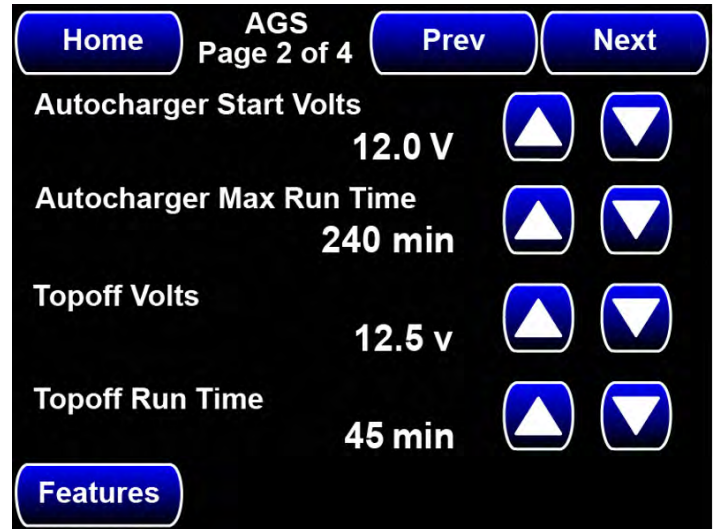 Home
AGS
Page 2 of 4
Prev
Next
Autocharger Start Volts
12.0 V
Autocharger Max Run Time
240 min
Topoff Volts
12.5 v
Topoff Run Time
45 min
Features